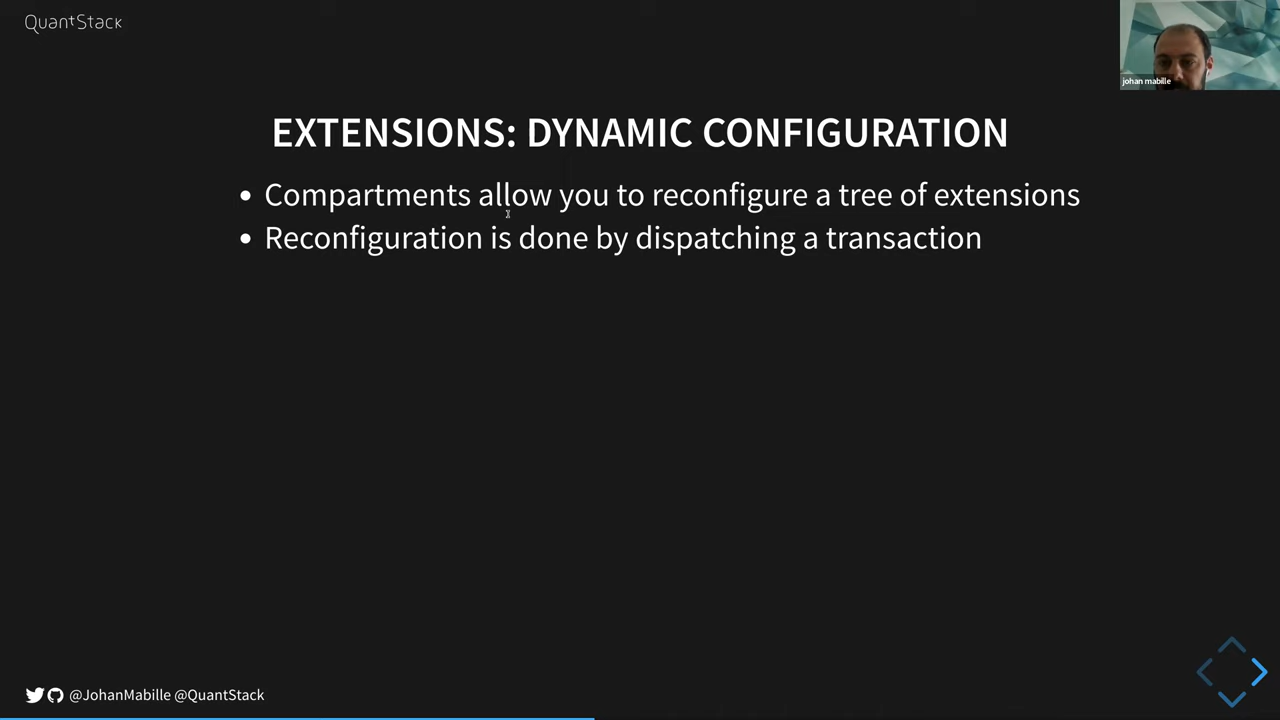 QuantStack
johan mabille
EXTENSIONS: DYNAMIC CONFIGURATION
• Compartments allow you to reconfigure a tree of extensions
• Reconfiguration is done by dispatching a transaction
@JohanMabille @QuantStack